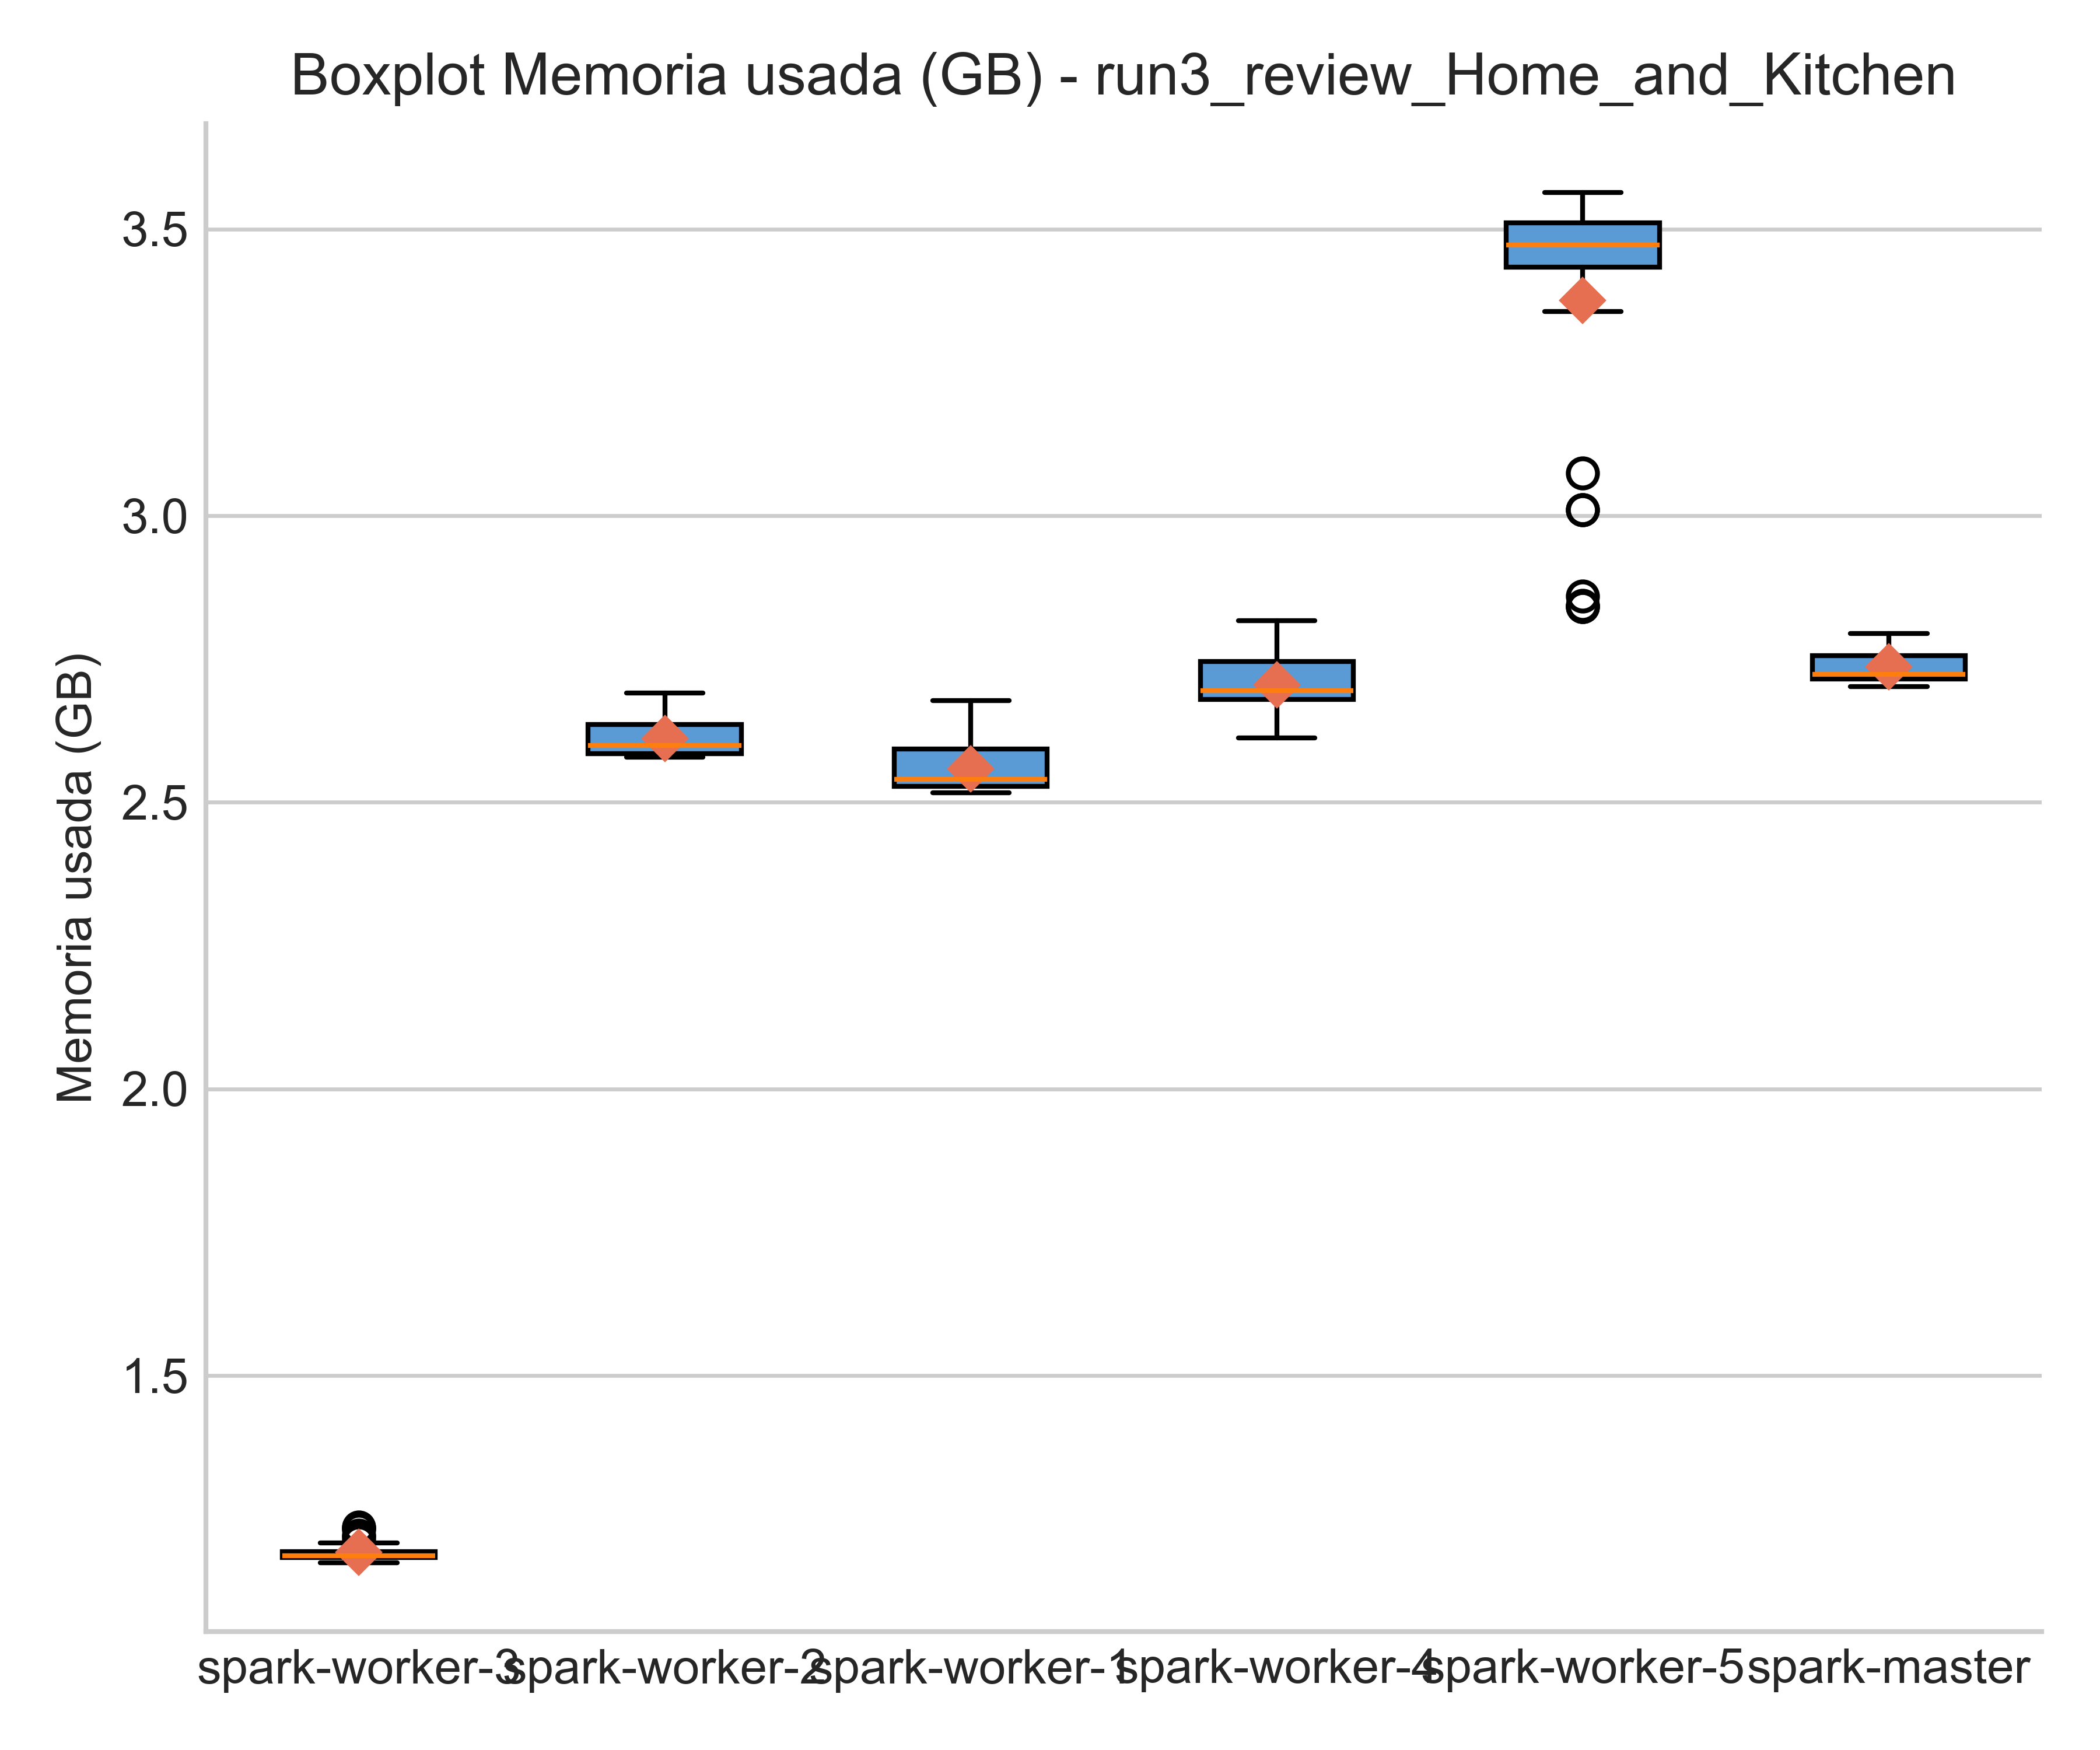 Boxplot Memoria usada (GB) - run3_review_Home_and_Kitchen
Memoria usada (GB)
3.5
3.0
2.5
2.0
1.5
spark-worker-3 spark-worker-2 spark-worker-1 spark-worker-4 spark-worker-5 spark-master